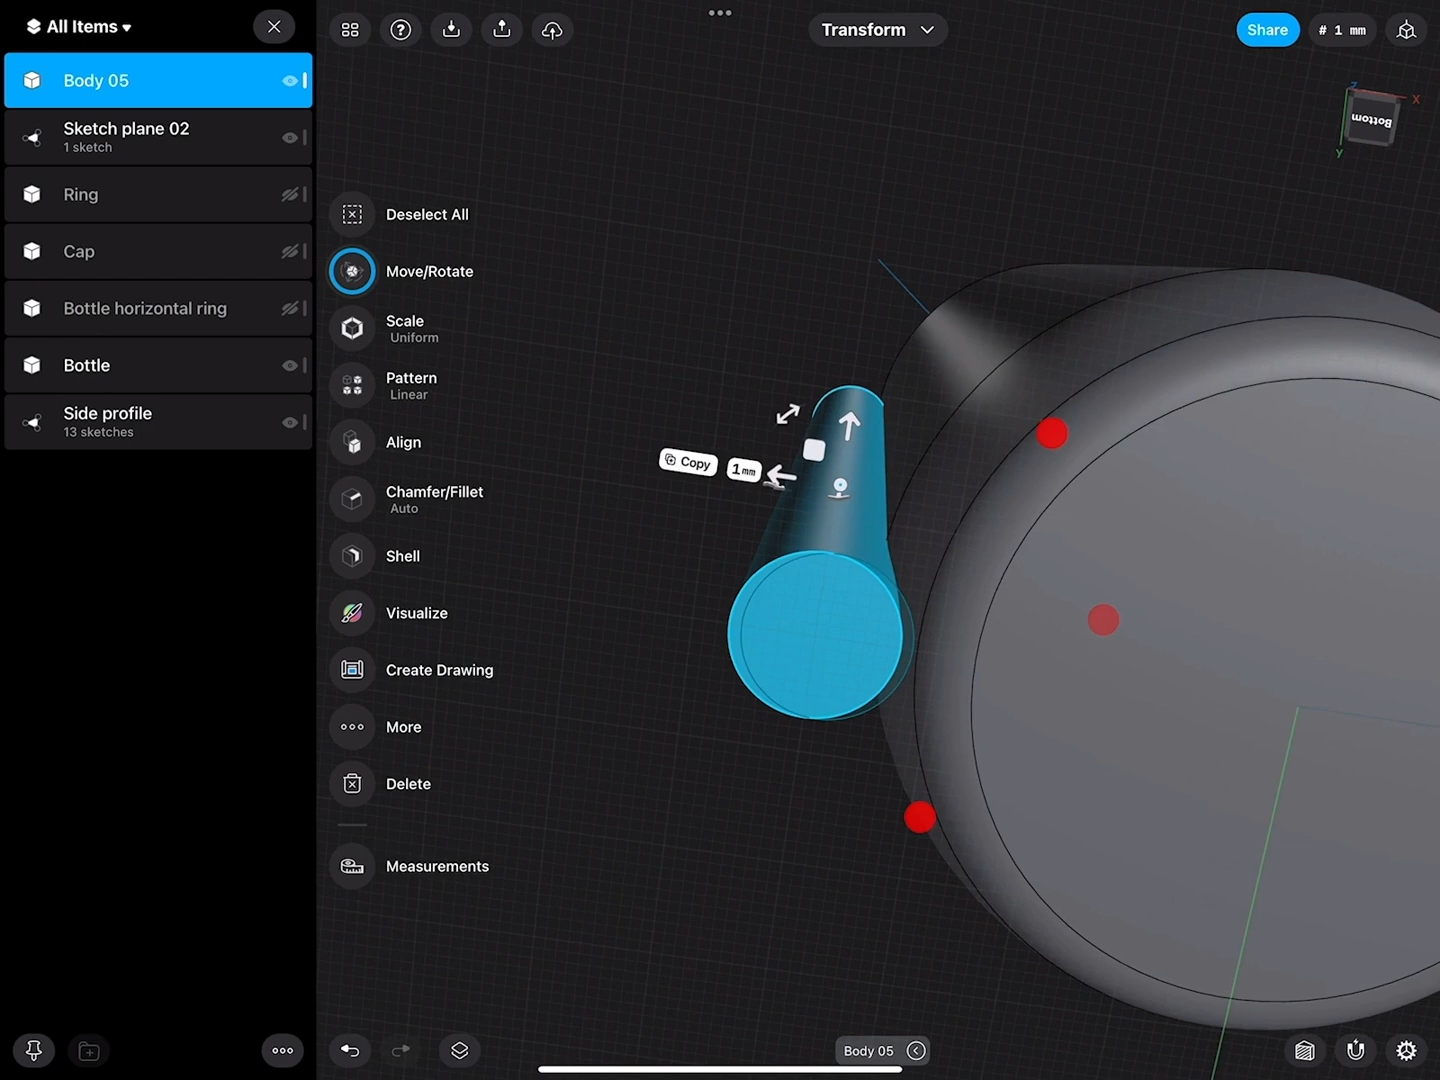 All Items
Body 05
Sketch plane 02
1 sketch
Ring
Cap
Bottle horizontal ring
Bottle
Side profile
13 sketches
Transform
Share
# 1 mm
Bottom
Z
X
Y
Deselect All
Move/Rotate
Scale
Uniform
Pattern
Linear
Align
Chamfer/Fillet
Auto
Shell
Visualize
Create Drawing
More
Delete
Measurements
Copy
1 mm
Body 05